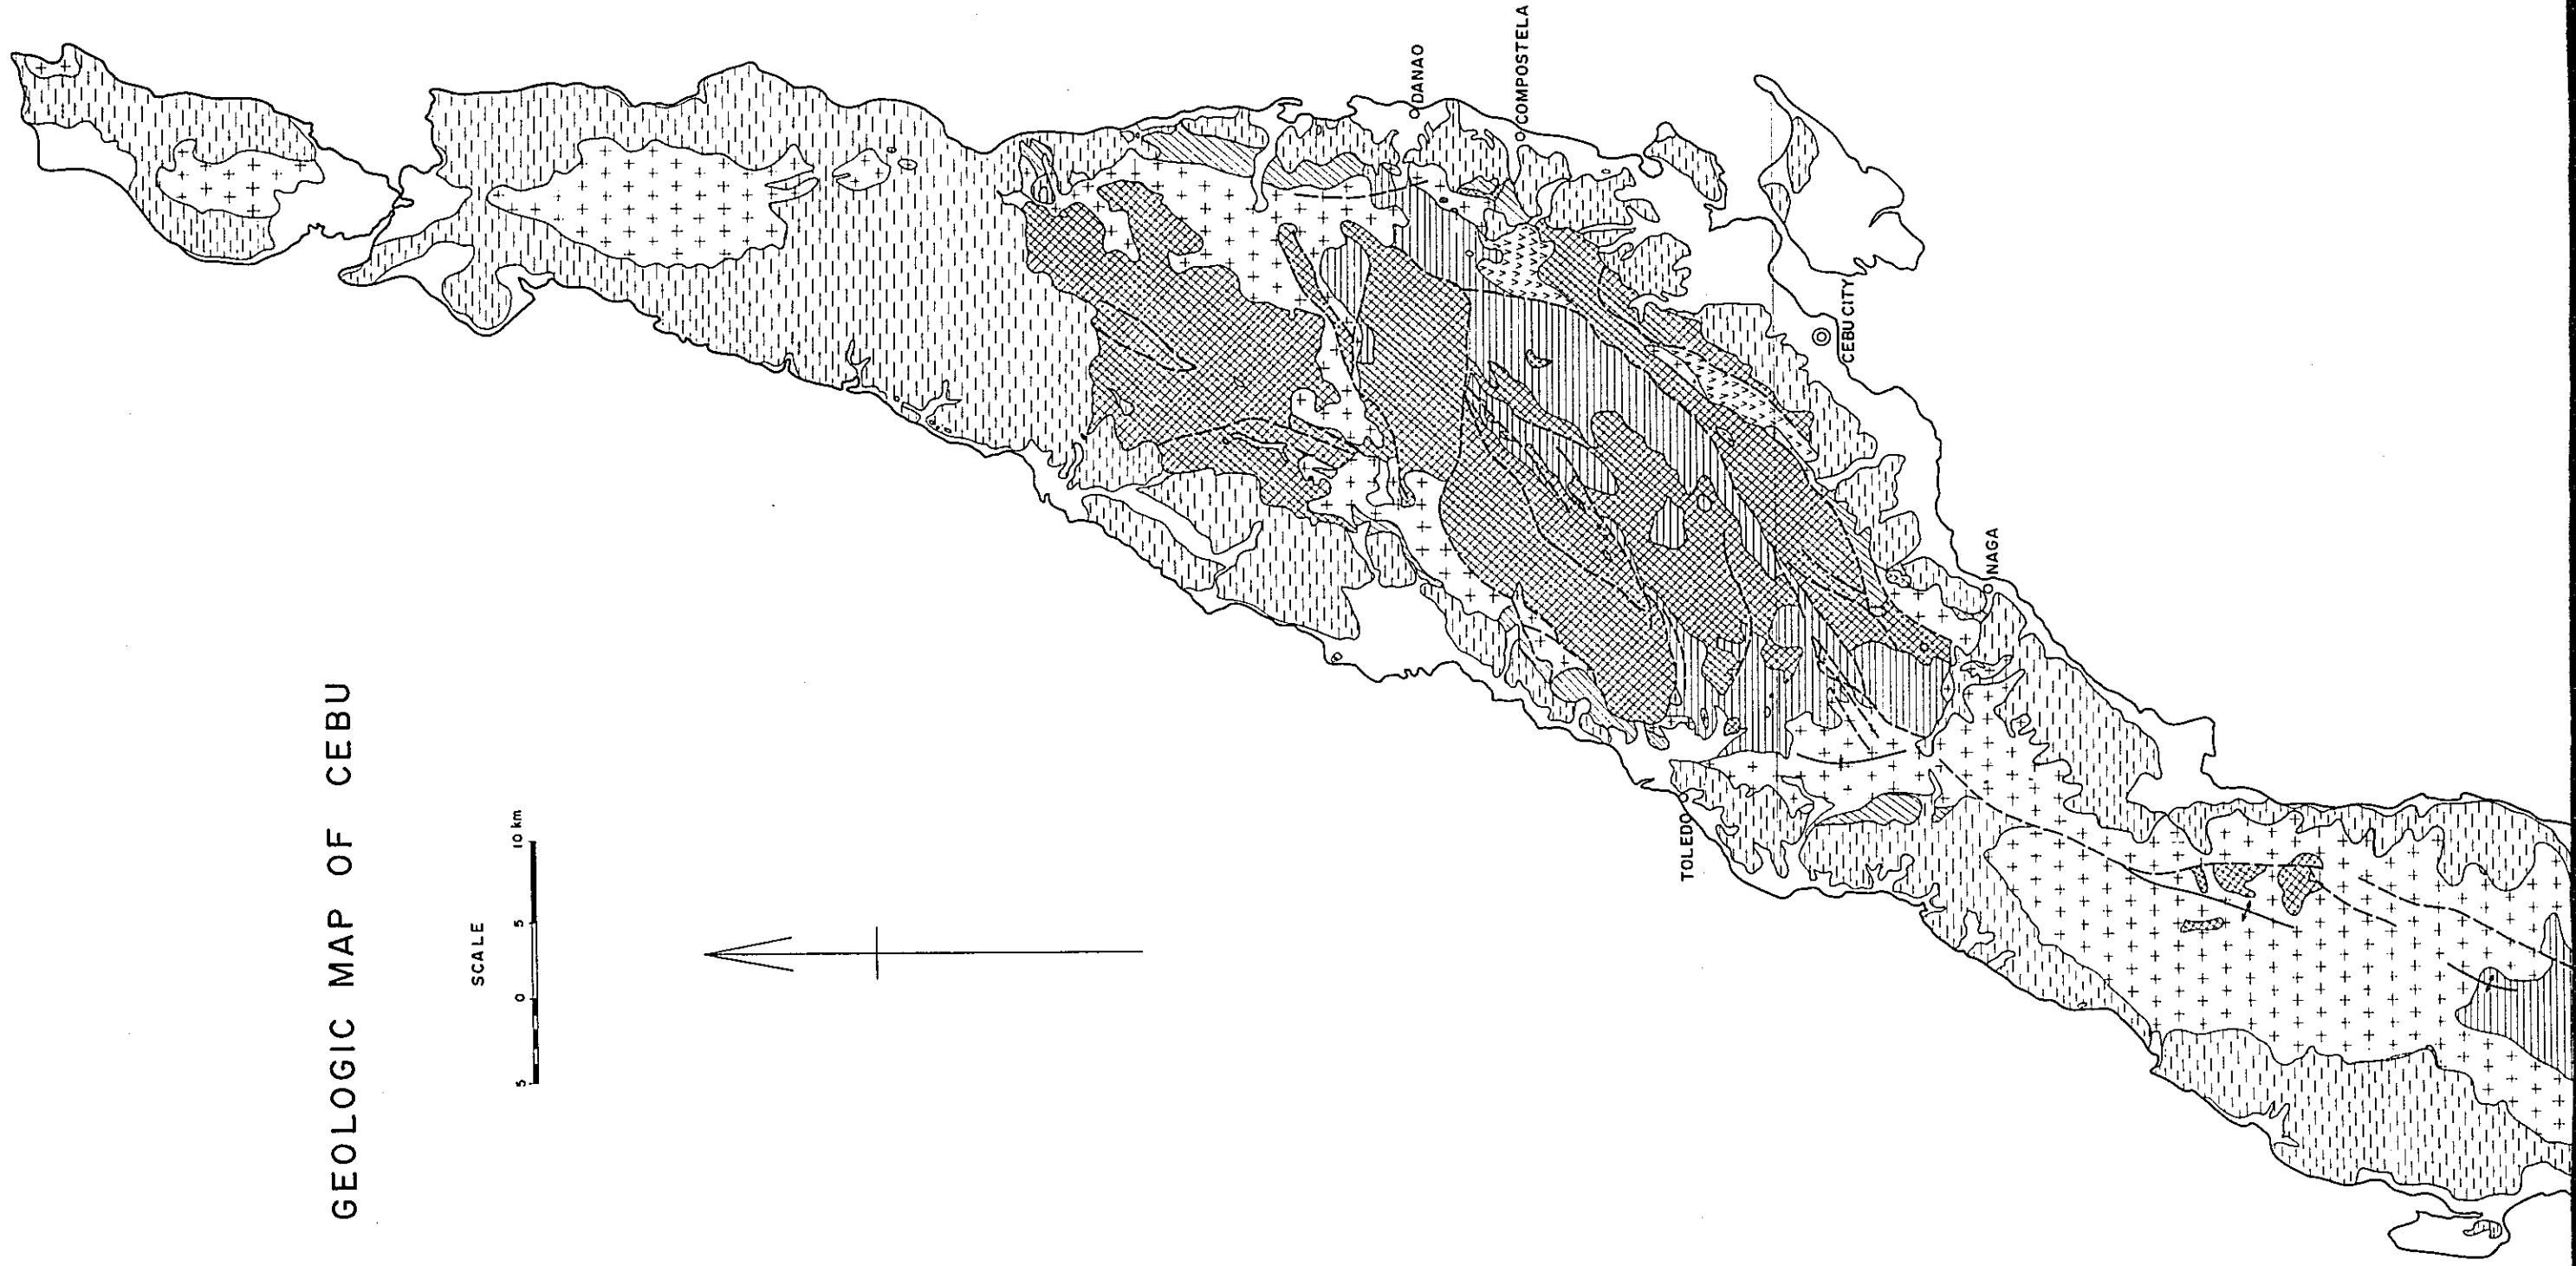 GEOLOGIC MAP OF CEBU
SCALE
5 0 5 10 km
DANAO
COMPOSTELA
CEBU CITY
NAGA
TOLEDO